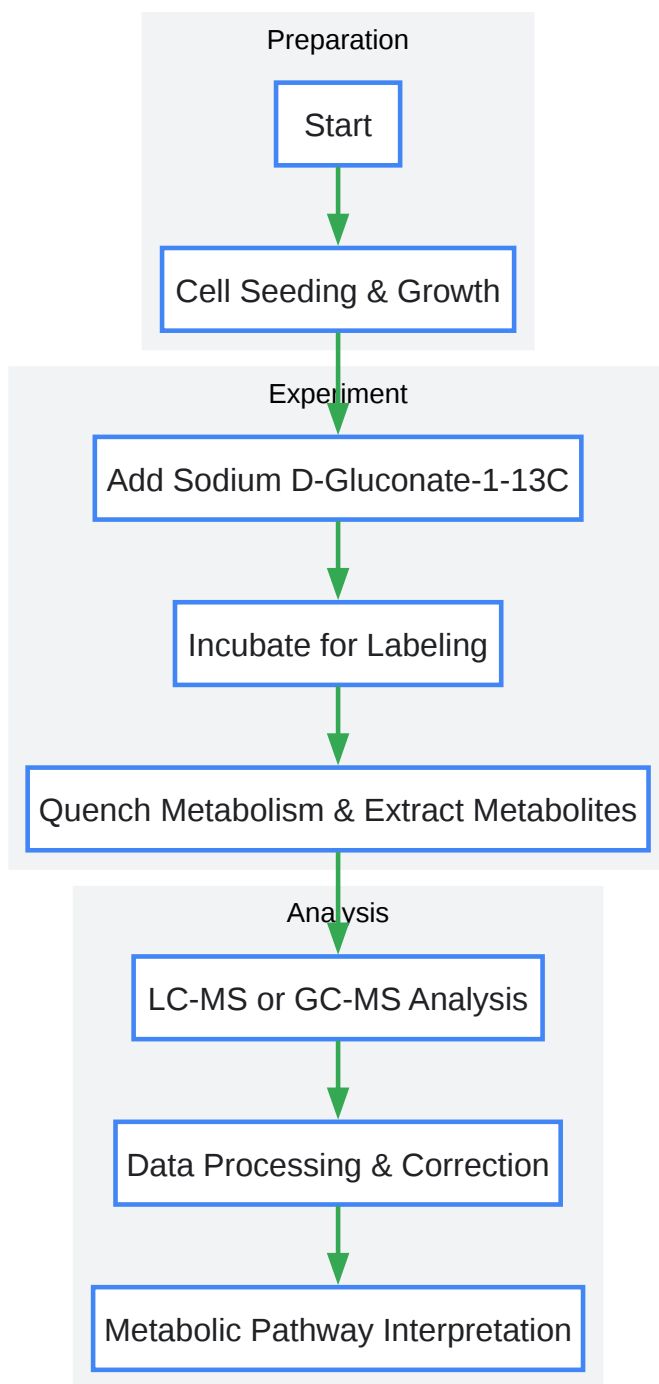 Preparation
Start
Cell Seeding & Growth
Experiment
Add Sodium D-Gluconate-1-13C
Incubate for Labeling
Quench Metabolism & Extract Metabolites
Analysis
LC-MS or GC-MS Analysis
Data Processing & Correction
Metabolic Pathway Interpretation